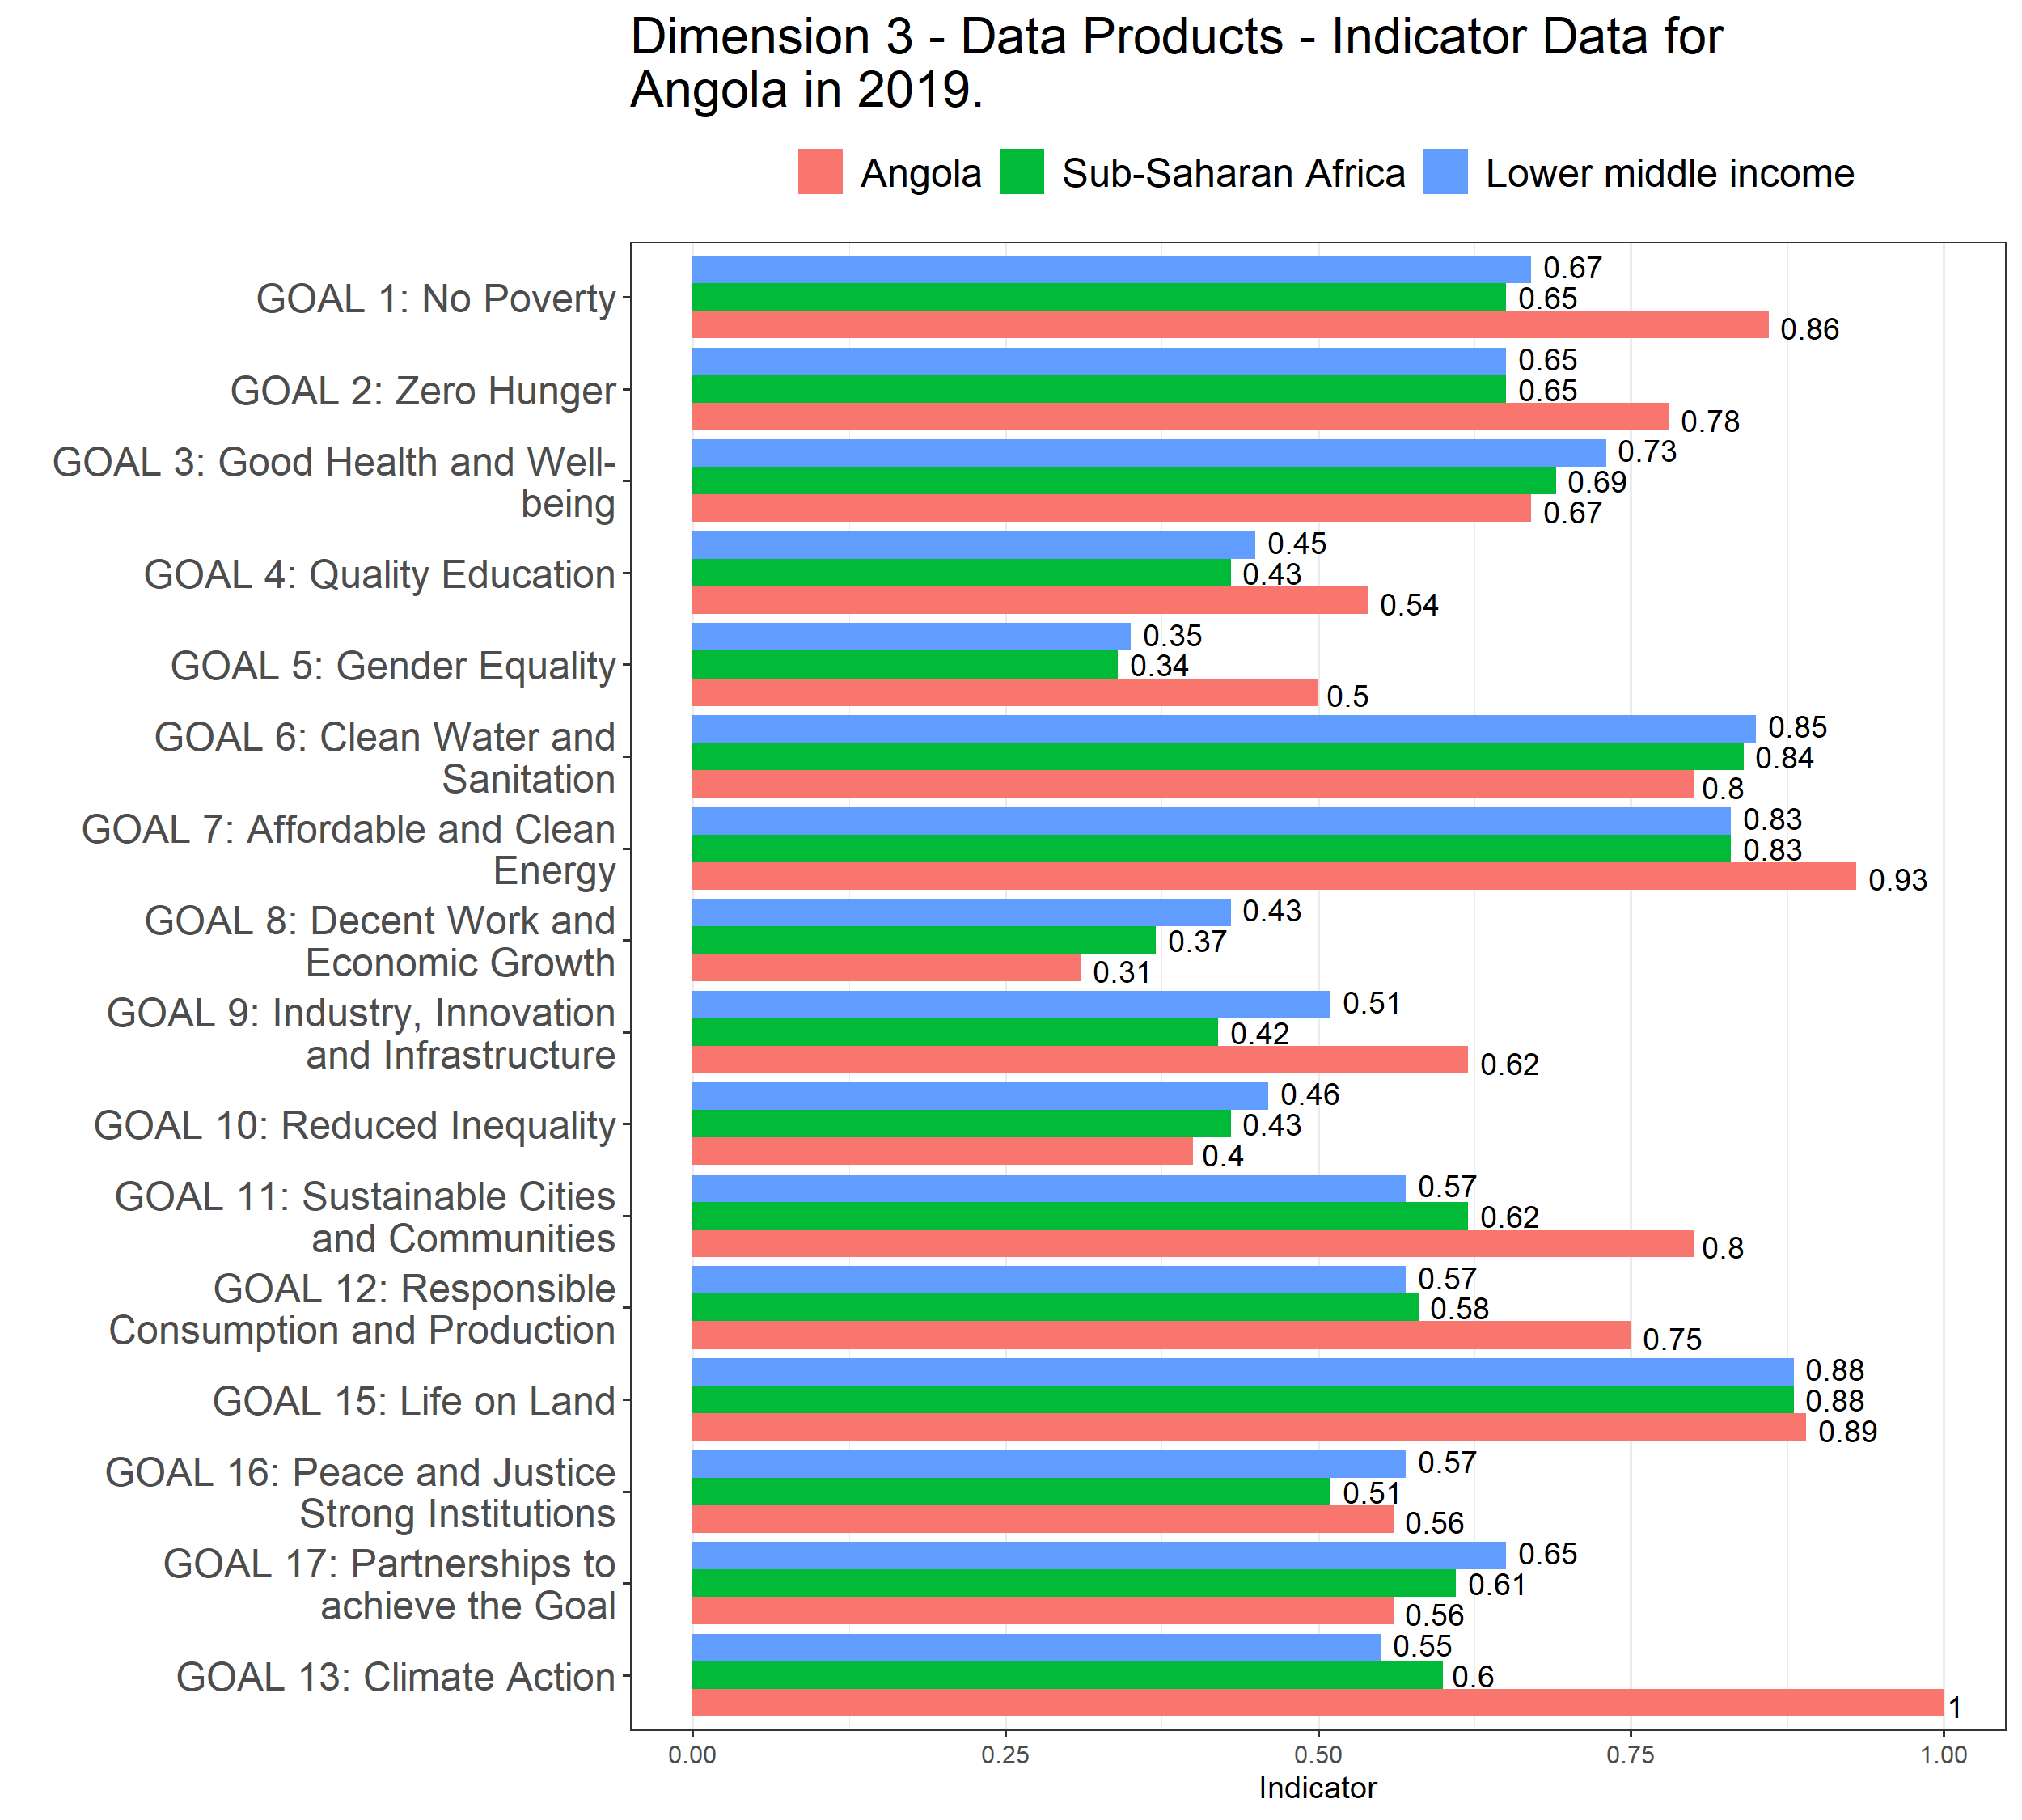 Dimension 3 - Data Products - Indicator Data for
Angola in 2019.
Angola
Sub-Saharan Africa
Lower middle income
GOAL 1: No Poverty
0.67
0.65
0.86
GOAL 2: Zero Hunger
0.65
0.65
0.78
GOAL 3: Good Health and Well-
being
0.73
0.69
0.67
GOAL 4: Quality Education
0.45
0.43
0.54
GOAL 5: Gender Equality
0.35
0.34
0.5
GOAL 6: Clean Water and
Sanitation
0.85
0.84
0.8
GOAL 7: Affordable and Clean
Energy
0.83
0.83
0.93
GOAL 8: Decent Work and
Economic Growth
0.43
0.37
0.31
GOAL 9: Industry, Innovation
and Infrastructure
0.51
0.42
0.62
GOAL 10: Reduced Inequality
0.46
0.43
0.4
GOAL 11: Sustainable Cities
and Communities
0.57
0.62
0.8
GOAL 12: Responsible
Consumption and Production
0.57
0.58
0.75
GOAL 15: Life on Land
0.88
0.88
0.89
GOAL 16: Peace and Justice
Strong Institutions
0.57
0.51
0.56
GOAL 17: Partnerships to
achieve the Goal
0.65
0.61
0.56
GOAL 13: Climate Action
0.55
0.6
1
0.00
0.25
0.50
0.75
1.00
Indicator